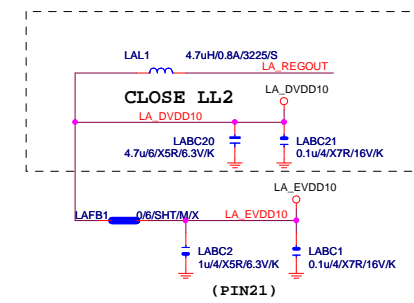 LAL1 4.7uH/0.8A/3225/S
LA_REGOUT
LA_DVDD10
CLOSE LL2
LA_DVDD10
LABC20
4.7u/6/X5R/6.3V/K
LABC21
0.1u/4/X7R/16V/K
LA_EVDD10
LAFB1 0/6/SHT/M/X
LA_EVDD10
LABC2
1u/4/X5R/6.3V/K
LABC1
0.1u/4/X7R/16V/K
(PIN21)